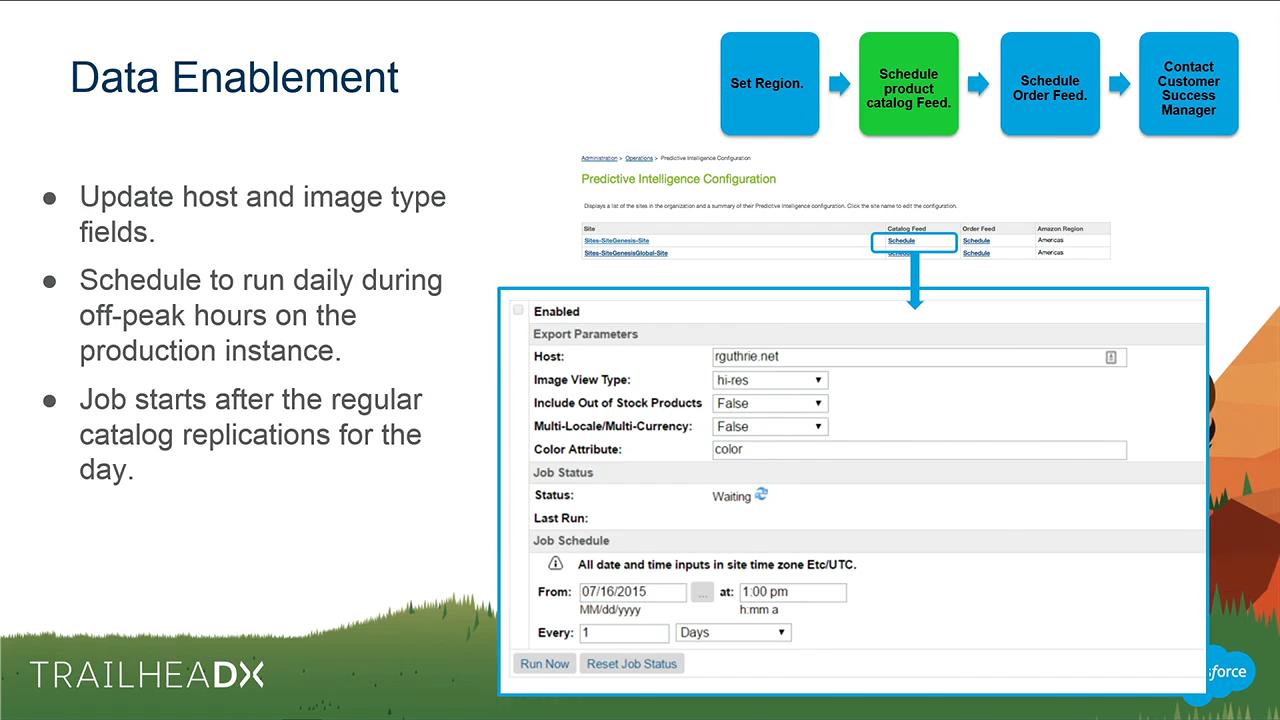 Data Enablement
Set Region.
Schedule
product
catalog Feed.
Schedule
Order Feed.
Contact
Customer
Success
Manager
● Update host and image type
fields.
● Schedule to run daily during
off-peak hours on the
production instance.
● Job starts after the regular
catalog replications for the
day.
Administration > Operations > Predictive Intelligence Configuration
Predictive Intelligence Configuration
Displays a list of the sites in the organization and a summary of their Predictive Intelligence configuration. Click the site name to edit the configuration.
Site Catalog Feed Order Feed Amazon Region
Sites-SiteGenesis-Site Schedule Schedule Americas
Sites-SiteGenesisGlobal-Site Schedule Schedule Americas
Enabled
Export Parameters
Host: rguthrie.net
Image View Type: hi-res
Include Out of Stock Products False
Multi-Locale/Multi-Currency: False
Color Attribute: color
Job Status
Status: Waiting
Last Run:
Job Schedule
All date and time inputs in site time zone Etc/UTC.
From: 07/16/2015 ... at: 1:00 pm
MM/dd/yyyy h:mm a
Every: 1 Days
Run Now Reset Job Status
TRAILHEADX
sforce